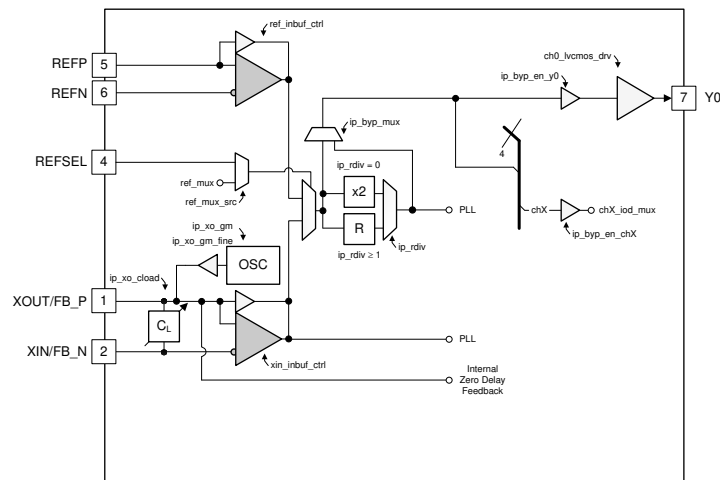 ref_inbuf_ctrl
REFP 5
REFN 6
ch0_lvcmos_drv
ip_byp_en_y0
7 Y0
ip_byp_mux
4
REFSEL 4
ref_mux
ref_mux_src
ip_rdiv = 0
x2
R
PLL
ip_rdiv
ip_rdiv ≥ 1
chX
chX_iod_mux
ip_byp_en_chX
ip_xo_gm
ip_xo_gm_fine
OSC
ip_xo_cload
XOUT/FB_P 1
CL
XIN/FB_N 2
xin_inbuf_ctrl
PLL
Internal
Zero Delay
Feedback